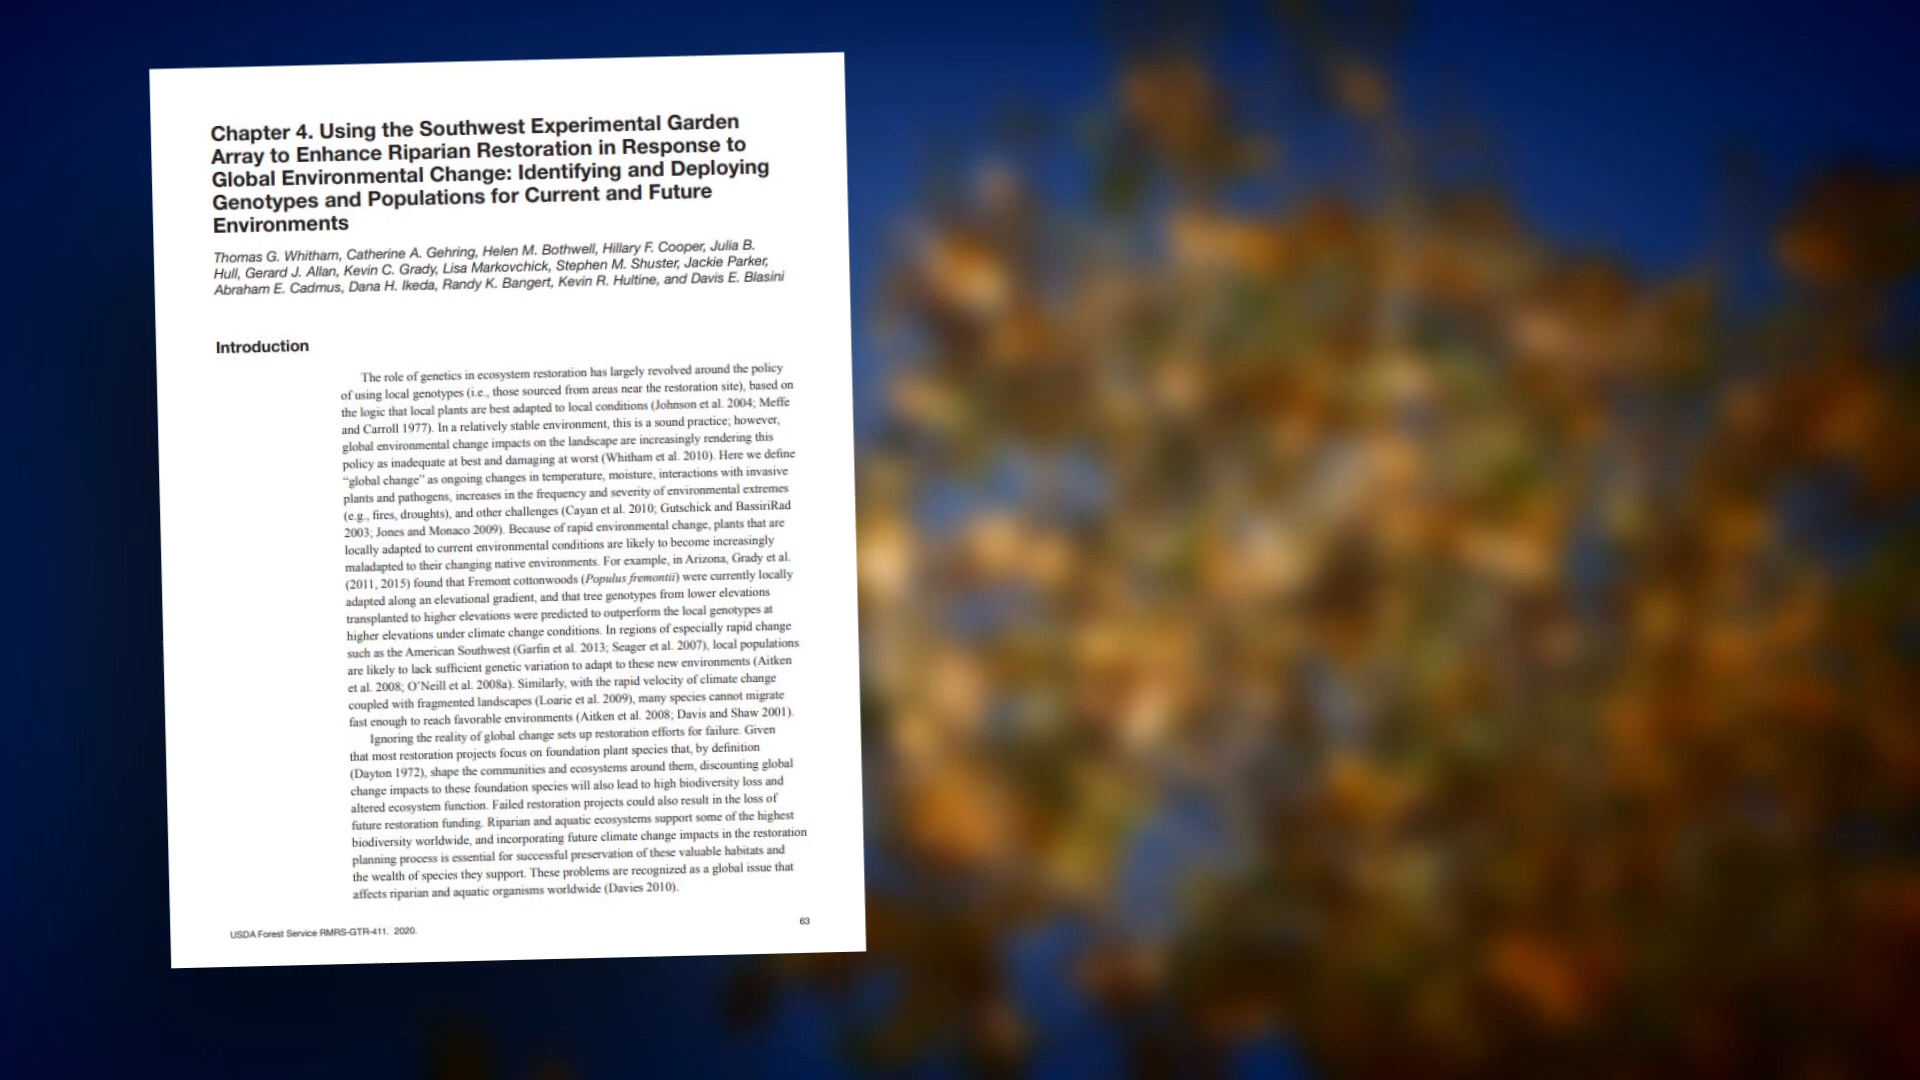 Chapter 4. Using the Southwest Experimental Garden
Array to Enhance Riparian Restoration in Response to
Global Environmental Change: Identifying and Deploying
Genotypes and Populations for Current and Future
Environments
Thomas G. Whitham, Catherine A. Gehring, Helen M. Bothwell, Hillary F. Cooper, Julia B.
Hull, Gerard J. Allan, Kevin C. Grady, Lisa Markovchick, Stephen M. Shuster, Jackie Parker,
Abraham E. Cadmus, Dana H. Ikeda, Randy K. Bangert, Kevin R. Hultine, and Davis E. Blasini
Introduction
The role of genetics in ecosystem restoration has largely revolved around the policy
of using local genotypes (i.e., those sourced from areas near the restoration site), based on
the logic that local plants are best adapted to local conditions (Johnson et al. 2004; Meffe
and Carroll 1977). In a relatively stable environment, this is a sound practice; however,
global environmental change impacts on the landscape are increasingly rendering this
policy as inadequate at best and damaging at worst (Whitham et al. 2010). Here we define
“global change” as ongoing changes in temperature, moisture, interactions with invasive
plants and pathogens, increases in the frequency and severity of environmental extremes
(e.g., fires, droughts), and other challenges (Cayan et al. 2010; Gutschick and BassiriRad
2003; Jones and Monaco 2009). Because of rapid environmental change, plants that are
locally adapted to current environmental conditions are likely to become increasingly
maladapted to their changing native environments. For example, in Arizona, Grady et al.
(2011, 2015) found that Fremont cottonwoods (Populus fremontii) were currently locally
adapted along an elevational gradient, and that tree genotypes from lower elevations
transplanted to higher elevations were predicted to outperform the local genotypes at
higher elevations under climate change conditions. In regions of especially rapid change
such as the American Southwest (Garfin et al. 2013; Seager et al. 2007), local populations
are likely to lack sufficient genetic variation to adapt to these new environments (Aitken
et al. 2008; O’Neill et al. 2008a). Similarly, with the rapid velocity of climate change
coupled with fragmented landscapes (Loarie et al. 2009), many species cannot migrate
fast enough to reach favorable environments (Aitken et al. 2008; Davis and Shaw 2001).
Ignoring the reality of global change sets up restoration efforts for failure. Given
that most restoration projects focus on foundation plant species that, by definition
(Dayton 1972), shape the communities and ecosystems around them, discounting global
change impacts to these foundation species will also lead to high biodiversity loss and
altered ecosystem function. Failed restoration projects could also result in the loss of
future restoration funding. Riparian and aquatic ecosystems support some of the highest
biodiversity worldwide, and incorporating future climate change impacts in the restoration
planning process is essential for successful preservation of these valuable habitats and
the wealth of species they support. These problems are recognized as a global issue that
affects riparian and aquatic organisms worldwide (Davies 2010).
USDA Forest Service RMRS-GTR-411. 2020.
63